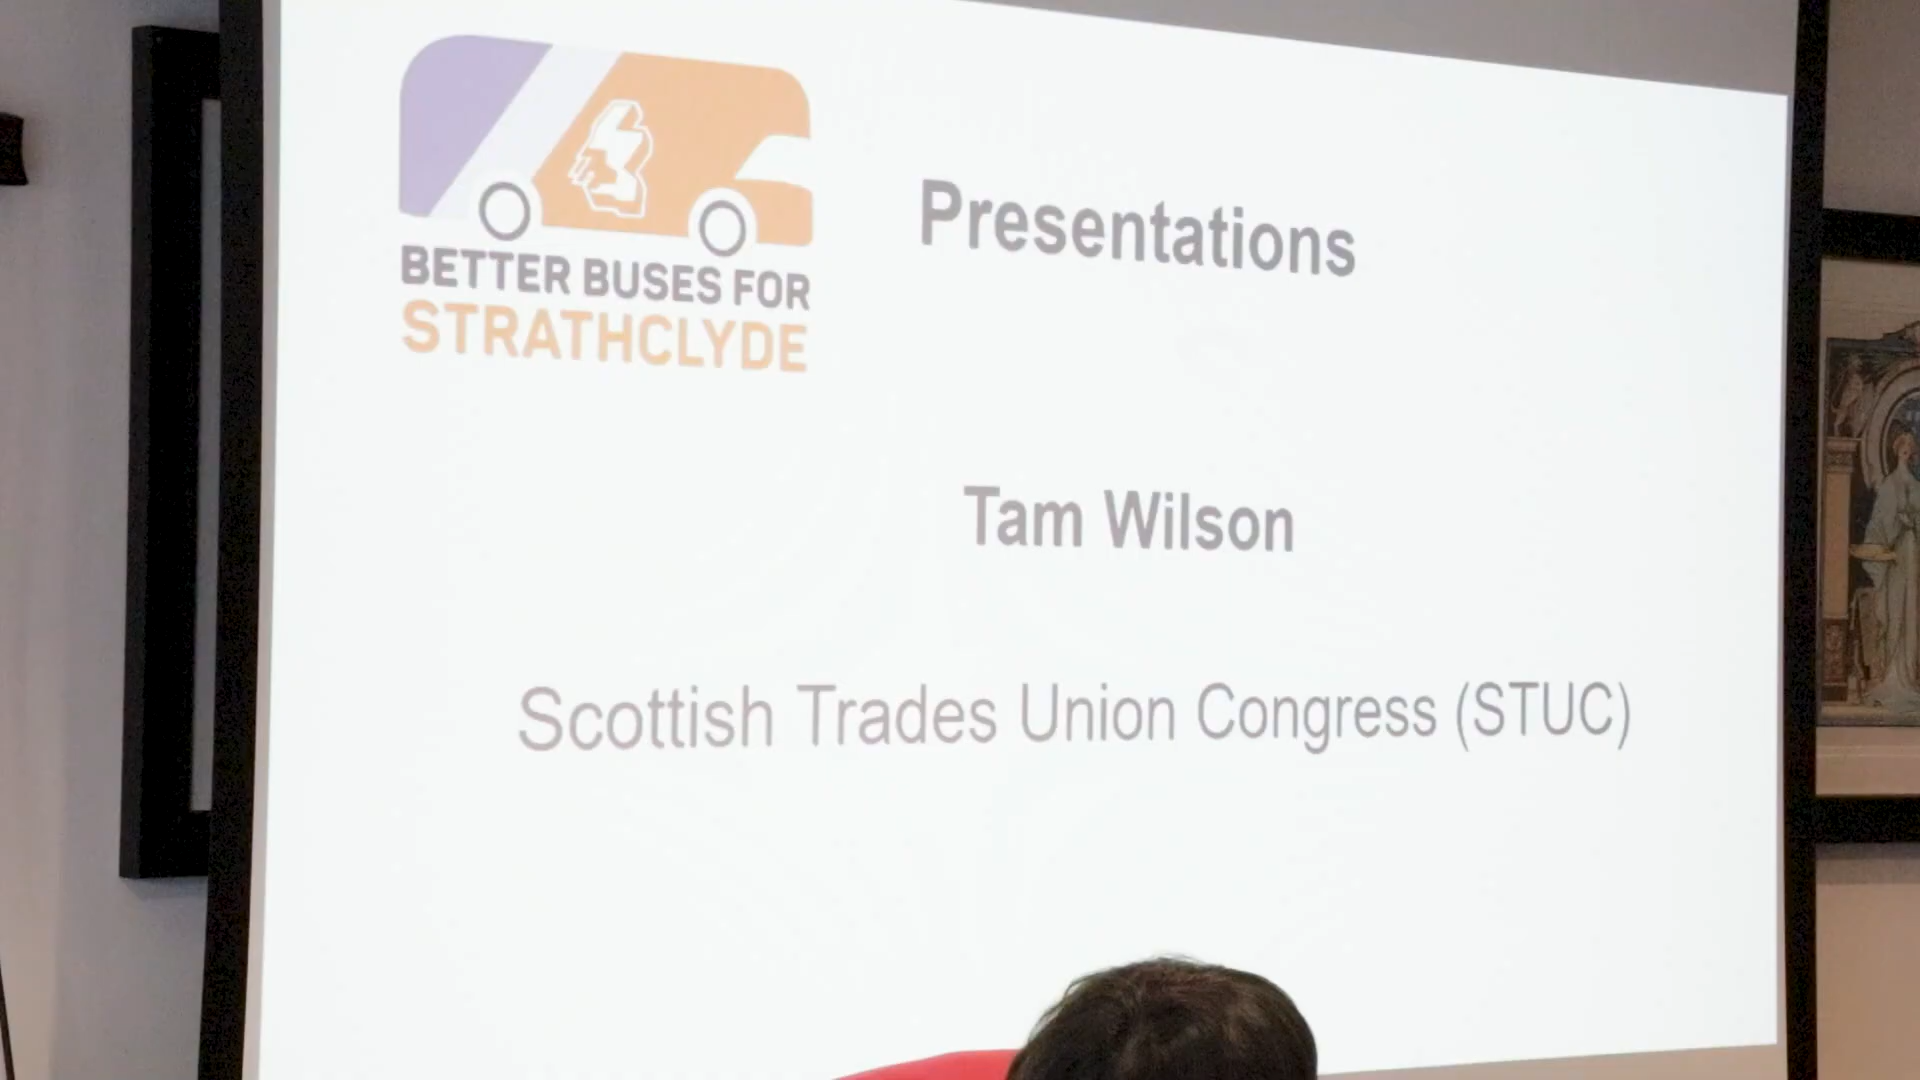 BETTER BUSES FOR
STRATHCLYDE
Presentations
Tam Wilson
Scottish Trades Union Congress (STUC)